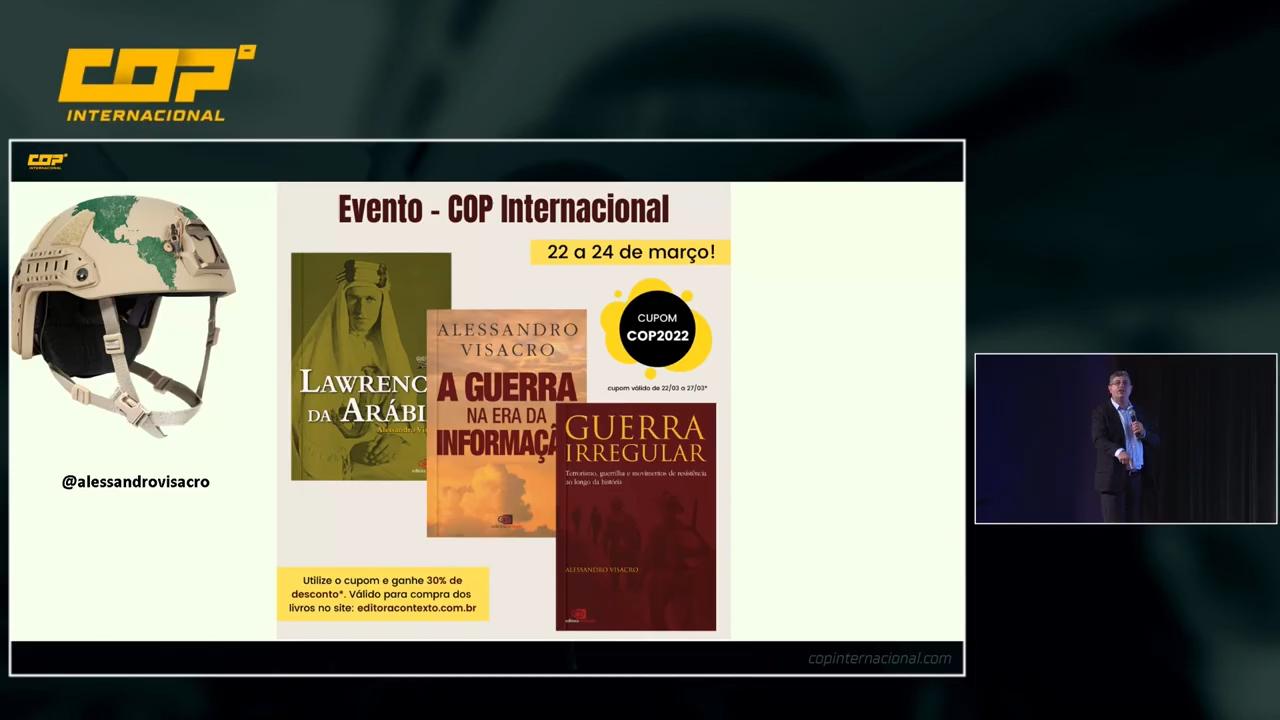 COP
INTERNACIONAL
COP
INTERNACIONAL
Evento - COP Internacional
22 a 24 de março!
CUPOM
COP2022
cupom válido de 22/03 a 27/03*
LAWRENC
DA ARÁBI
Alessandro Vi
ALESSANDRO
VISACRO
A GUERRA
NA ERA DA
INFORMAÇÃ
GUERRA
IRREGULAR
Terrorismo, guerrilha e movimentos de resistência
ao longo da história
ALESSANDRO VISACRO
@alessandrovisacro
Utilize o cupom e ganhe 30% de
desconto*. Válido para compra dos
livros no site: editoracontexto.com.br
copinternacional.com